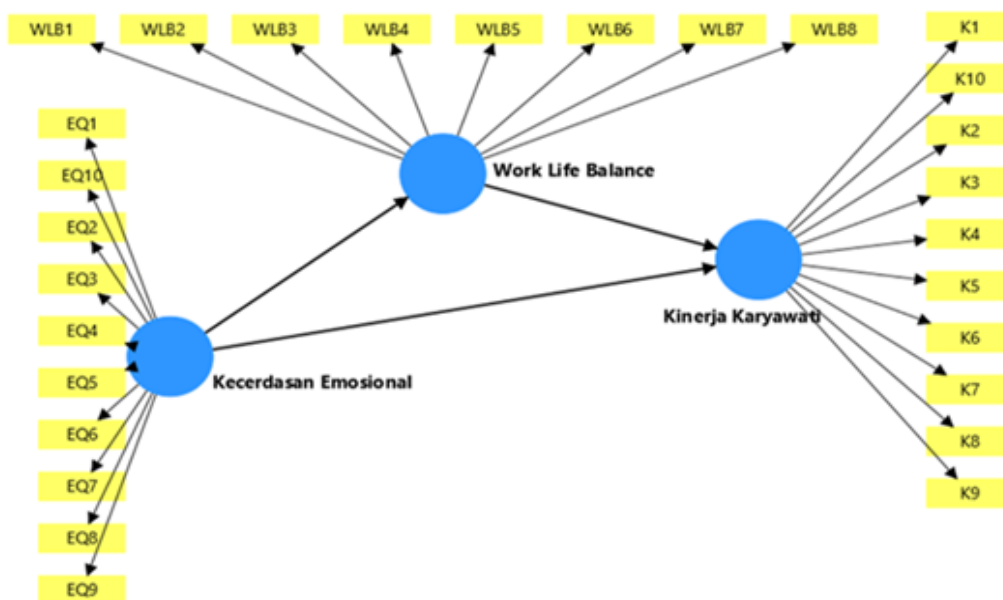 WLB1 WLB2 WLB3 WLB4 WLB5 WLB6 WLB7 WLB8
K1
K10
K2
K3
K4
K5
K6
K7
K8
K9
EQ1
EQ10
EQ2
EQ3
EQ4
EQ5
EQ6
EQ7
EQ8
EQ9
Work Life Balance
Kinerja Karyawati
Kecerdasan Emosional